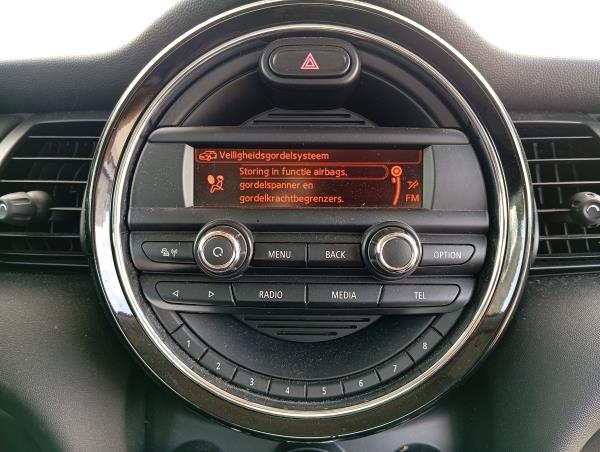 Veiligheidsgordelsysteem
Storing in functie airbags,
gordelspanner en
gordelkrachtbegrenzers.
FM
MENU BACK OPTION
RADIO MEDIA TEL
1 2 3 4 5 6 7 8